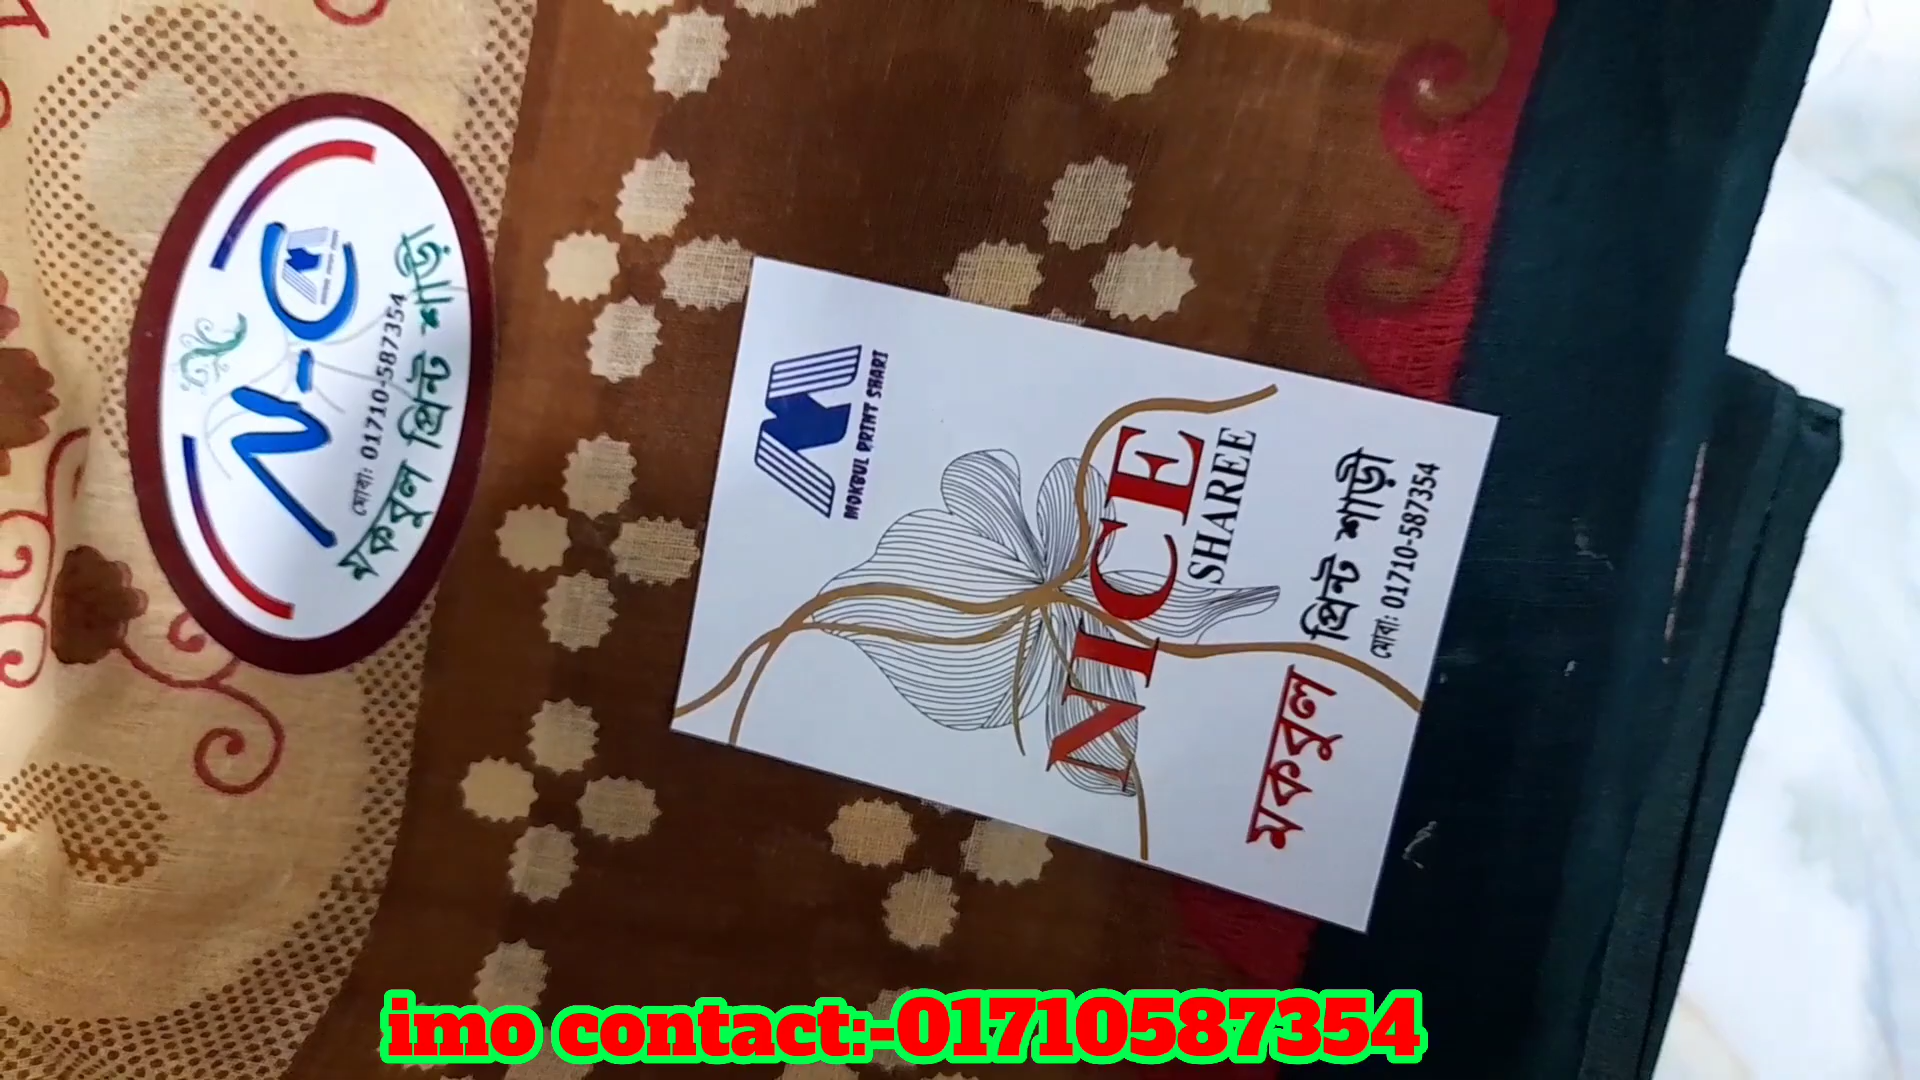 N-C
মোবা: 01710-587354
মকবুল প্রিন্ট শাড়ী
MOKBUL PRINT SHARI
NICE
SHAREE
মকবুল প্রিন্ট শাড়ী
মোবা: 01710-587354
imo contact:-01710587354